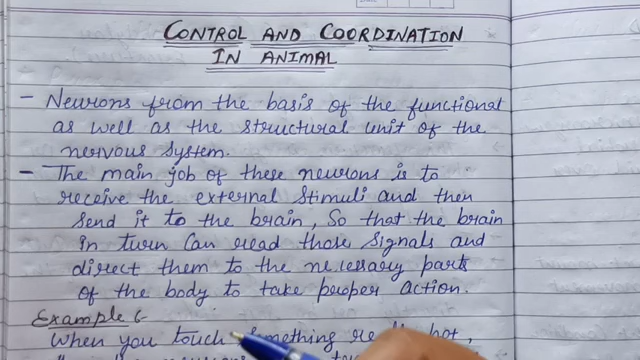 CONTROL AND COORDINATION
IN ANIMAL
- Neurons from the basis of the functional
as well as the structural unit of the
nervous system.
- The main job of these neurons is to
receive the external stimuli and then
send it to the brain, So that the brain
in turn can read those signals and
direct them to the necessary parts
of the body to take proper action.
Example :-
When you touch something really hot,